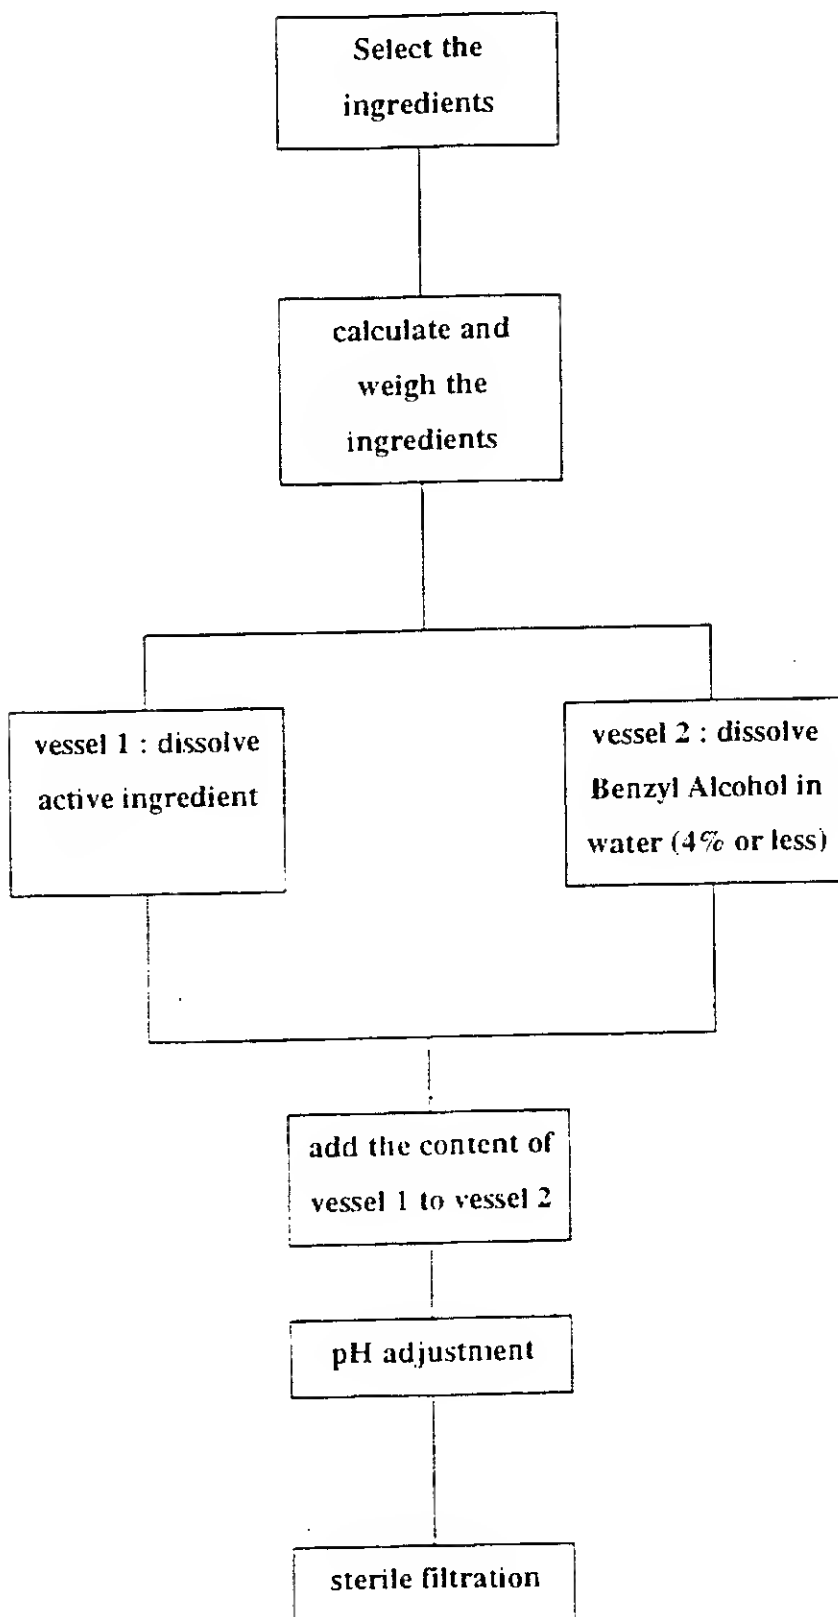 Select the
ingredients
calculate and
weigh the
ingredients
vessel 1 : dissolve
active ingredient
vessel 2 : dissolve
Benzyl Alcohol in
water (4% or less)
add the content of
vessel 1 to vessel 2
pH adjustment
sterile filtration